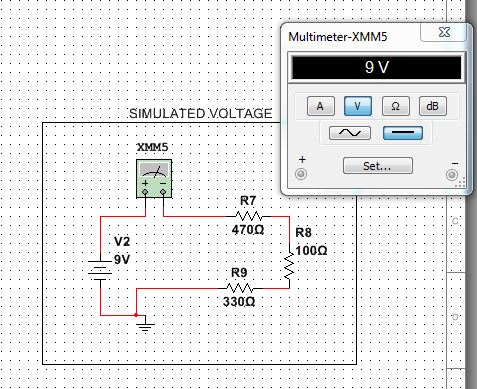 Multimeter-XMM5
9 V
A
V
Ω
dB
+
Set...
−
SIMULATED VOLTAGE
XMM5
+ −
R7
470Ω
V2
9V
R8
100Ω
R9
330Ω
C
D